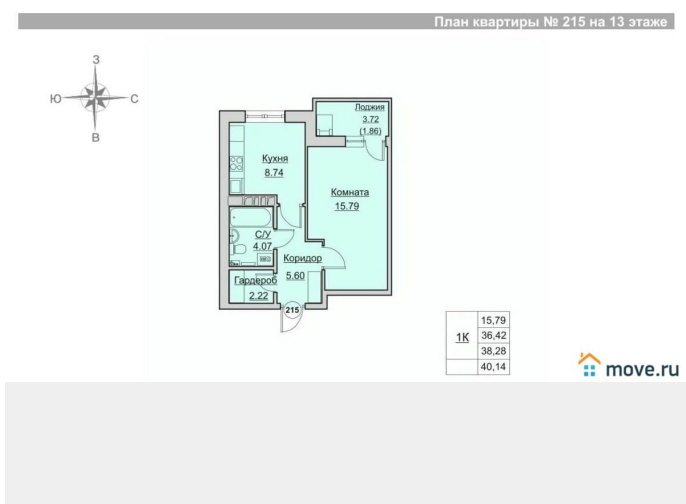 План квартиры № 215 на 13 этаже
З
Ю
С
В
Лоджия
3.72
(1.86)
Кухня
8.74
Комната
15.79
С/У
4.07
Коридор
5.60
Гардероб
2.22
215
1К
15,79
36,42
38,28
40,14
move.ru